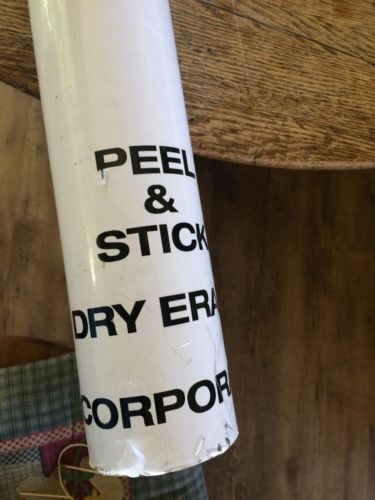 PEEL
&
STICK
DRY ERA
CORPOR